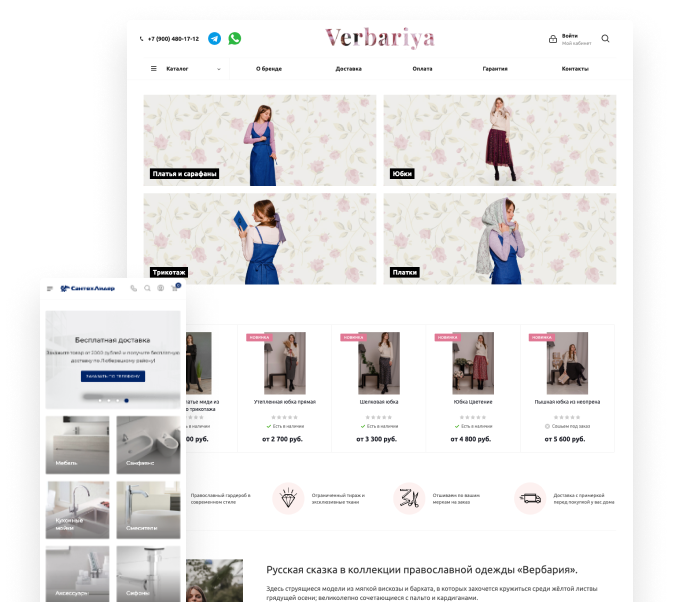 +7 (900) 480-17-12
Verbariya
Войти
Мой кабинет
Каталог
О бренде
Доставка
Оплата
Гарантия
Контакты
Платья и сарафаны
Юбки
Трикотаж
Платки
СантехЛидер
Бесплатная доставка
Закажите товар от 2000 рублей и получите бесплатную
доставку по Люберецкому району!
ЗАКАЗАТЬ ПО ТЕЛЕФОНУ
Мебель
Санфаянс
Кухонные
мойки
Смесители
Аксессуары
Сифоны
НОВИНКА
НОВИНКА
НОВИНКА
НОВИНКА
латье миди из
о трикотажа
Утепленная юбка прямая
Шелковая юбка
Юбка Цветение
Пышная юбка из неопрена
ь в наличии
Есть в наличии
Есть в наличии
Есть в наличии
Сошьем под заказ
00 руб.
от 2 700 руб.
от 3 300 руб.
от 4 800 руб.
от 5 600 руб.
Православный гардероб в
современном стиле
Ограниченный тираж и
эксклюзивные ткани
Отшиваем по вашим
меркам на заказ
Доставка с примеркой
перед покупкой у вас дома
Русская сказка в коллекции православной одежды «Вербария».
Здесь струящиеся модели из мягкой вискозы и бархата, в которых захочется кружиться среди жёлтой листвы
грядущей осени; великолепно сочетающиеся с пальто и кардиганами.